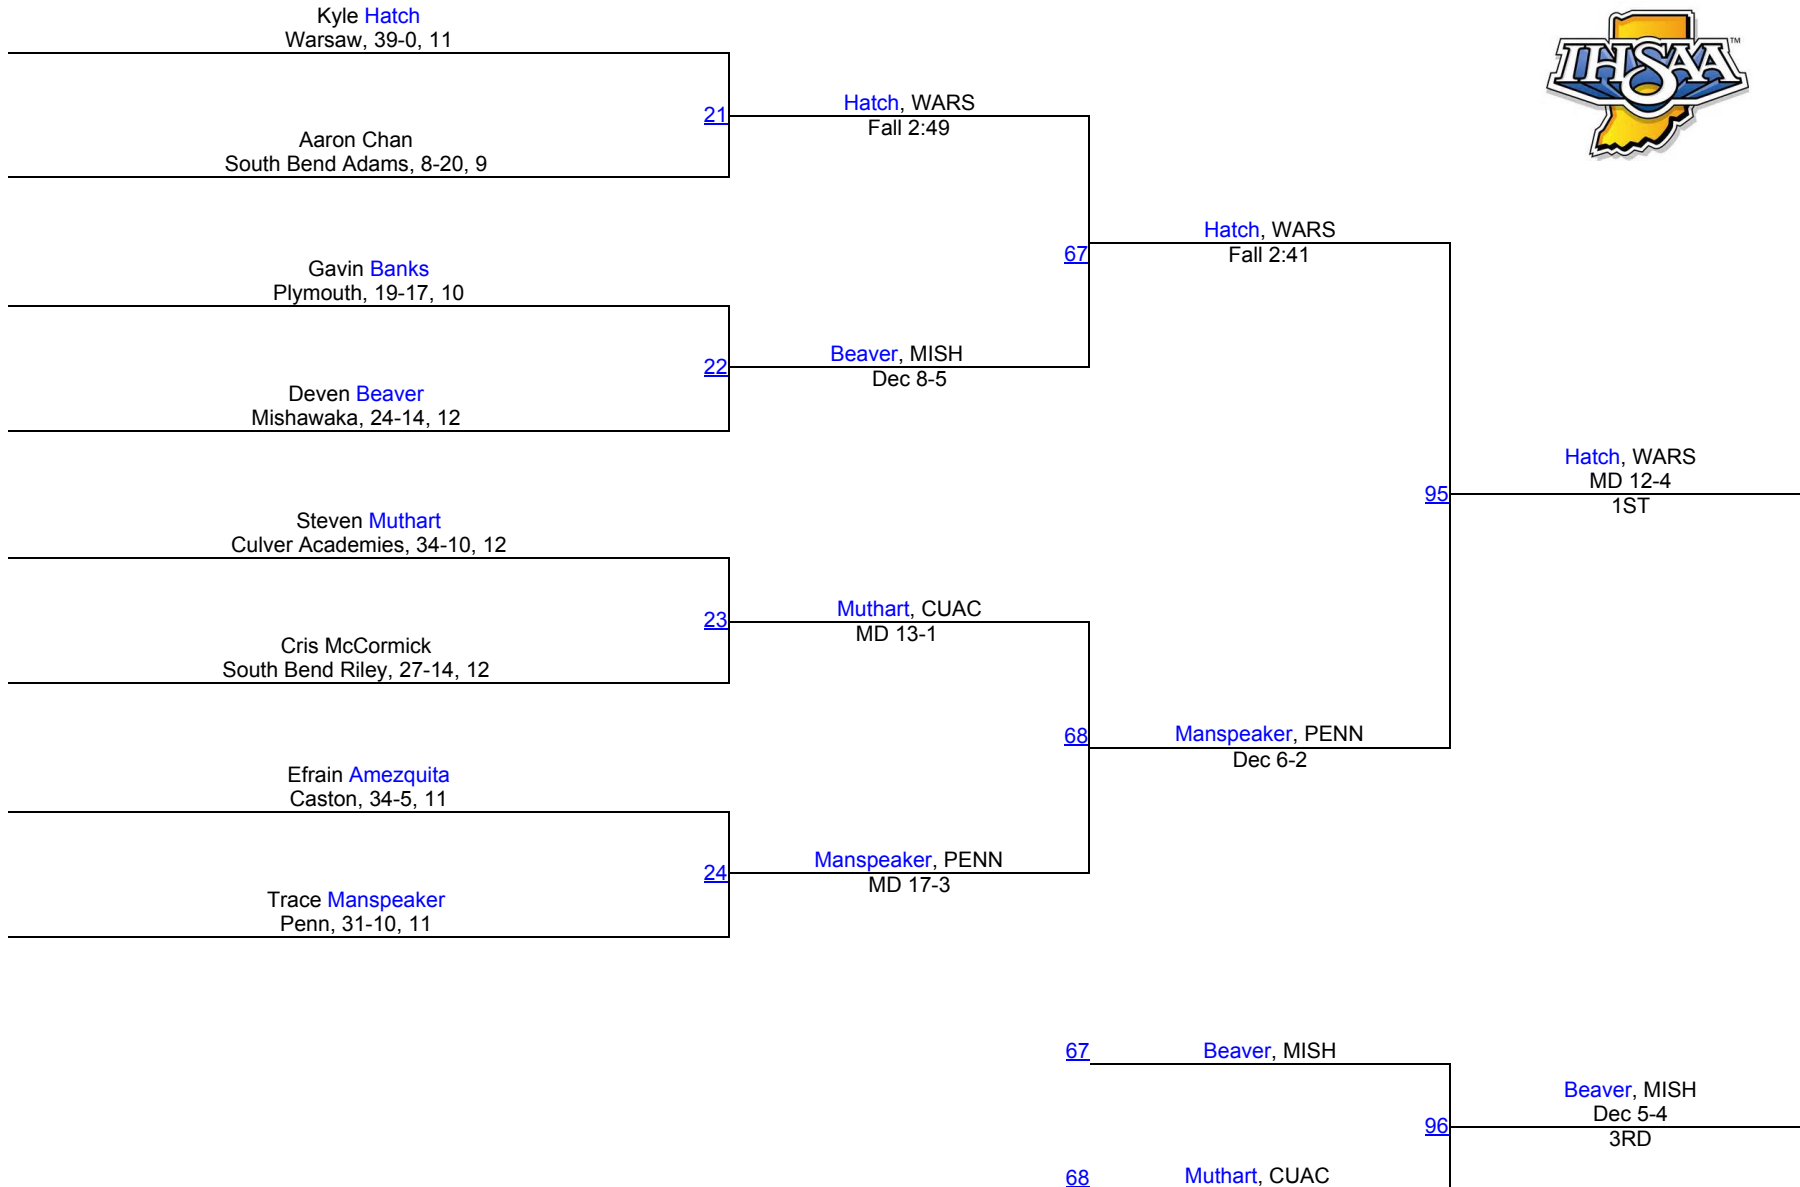 Kyle Hatch
Warsaw, 39-0, 11
IHSAA™
21
Hatch, WARS
Fall 2:49
Aaron Chan
South Bend Adams, 8-20, 9
67
Hatch, WARS
Fall 2:41
Gavin Banks
Plymouth, 19-17, 10
22
Beaver, MISH
Dec 8-5
Deven Beaver
Mishawaka, 24-14, 12
95
Hatch, WARS
MD 12-4
1ST
Steven Muthart
Culver Academies, 34-10, 12
23
Muthart, CUAC
MD 13-1
Cris McCormick
South Bend Riley, 27-14, 12
68
Manspeaker, PENN
Dec 6-2
Efrain Amezquita
Caston, 34-5, 11
24
Manspeaker, PENN
MD 17-3
Trace Manspeaker
Penn, 31-10, 11
67
Beaver, MISH
96
Beaver, MISH
Dec 5-4
3RD
68
Muthart, CUAC